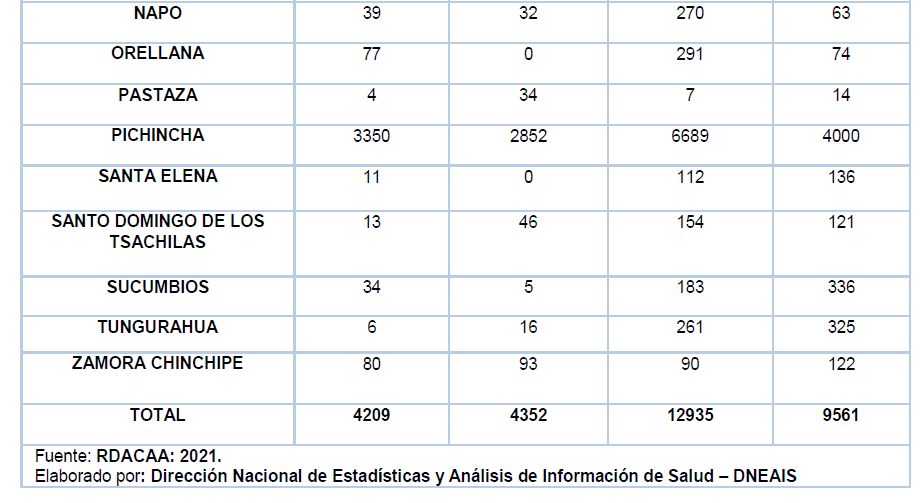 NAPO 39 32 270 63
ORELLANA 77 0 291 74
PASTAZA 4 34 7 14
PICHINCHA 3350 2852 6689 4000
SANTA ELENA 11 0 112 136
SANTO DOMINGO DE LOS 13 46 154 121
TSACHILAS
SUCUMBIOS 34 5 183 336
TUNGURAHUA 6 16 261 325
ZAMORA CHINCHIPE 80 93 90 122
TOTAL 4209 4352 12935 9561
Fuente: RDACAA: 2021.
Elaborado por: Dirección Nacional de Estadísticas y Análisis de Información de Salud – DNEAIS